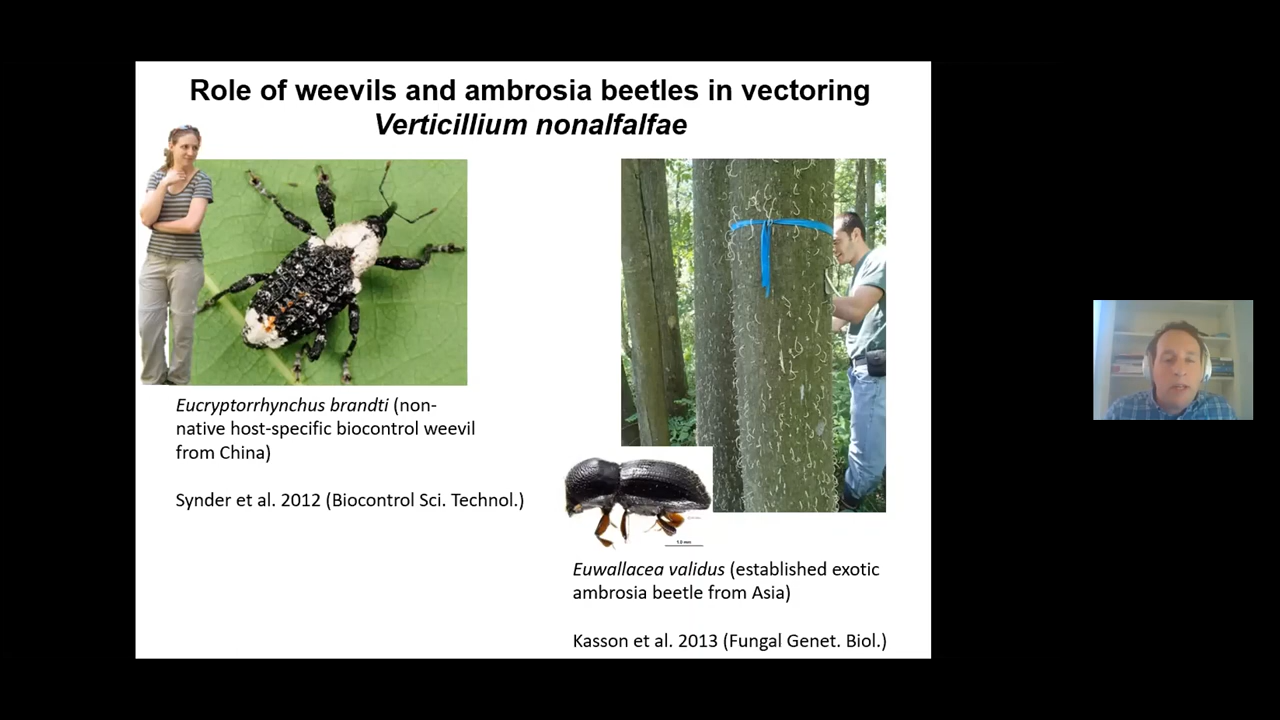 Role of weevils and ambrosia beetles in vectoring
Verticillium nonalfalfae
Eucryptorrhynchus brandti (non-
native host-specific biocontrol weevil
from China)
Synder et al. 2012 (Biocontrol Sci. Technol.)
Euwallacea validus (established exotic
ambrosia beetle from Asia)
Kasson et al. 2013 (Fungal Genet. Biol.)